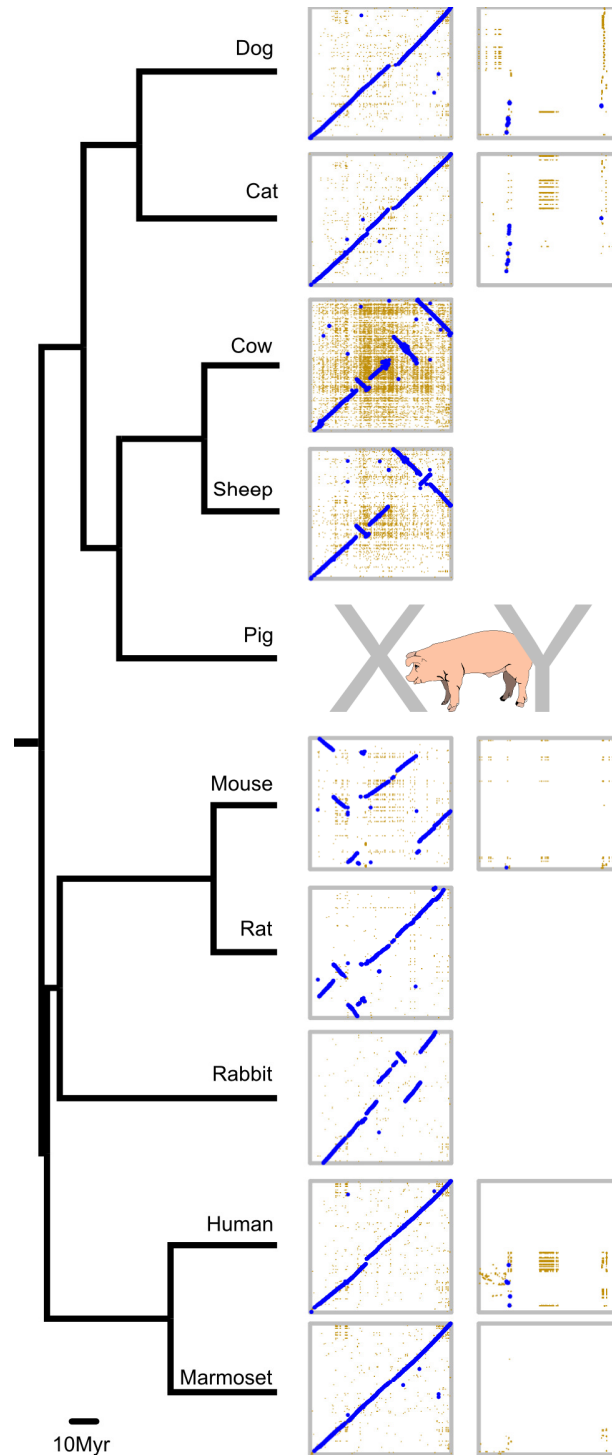 Dog
Cat
Cow
Sheep
Pig
X Y
Mouse
Rat
Rabbit
Human
Marmoset
10Myr